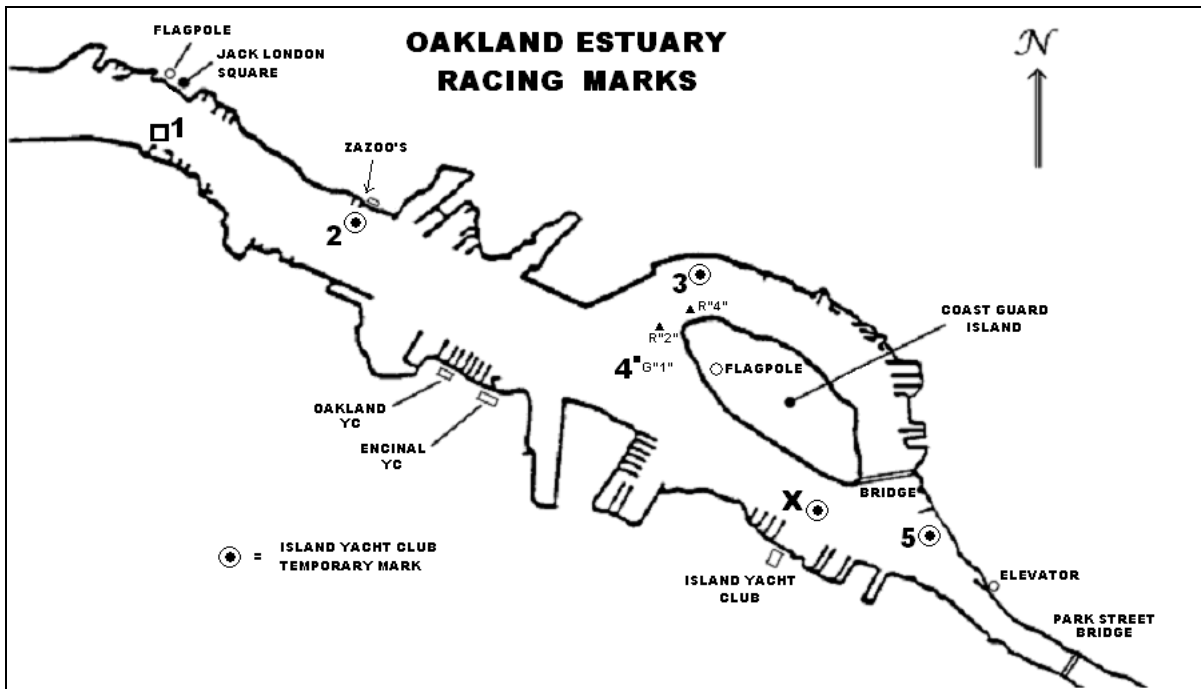 OAKLAND ESTUARY
RACING MARKS
N
FLAGPOLE
JACK LONDON
SQUARE
1
ZAZOO'S
2
3
R"4"
R"2"
4
G"1"
FLAGPOLE
COAST GUARD
ISLAND
OAKLAND
YC
ENCINAL
YC
BRIDGE
X
5
= ISLAND YACHT CLUB
TEMPORARY MARK
ISLAND YACHT
CLUB
ELEVATOR
PARK STREET
BRIDGE